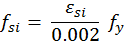 f_si = ε_si / 0.002 f_y